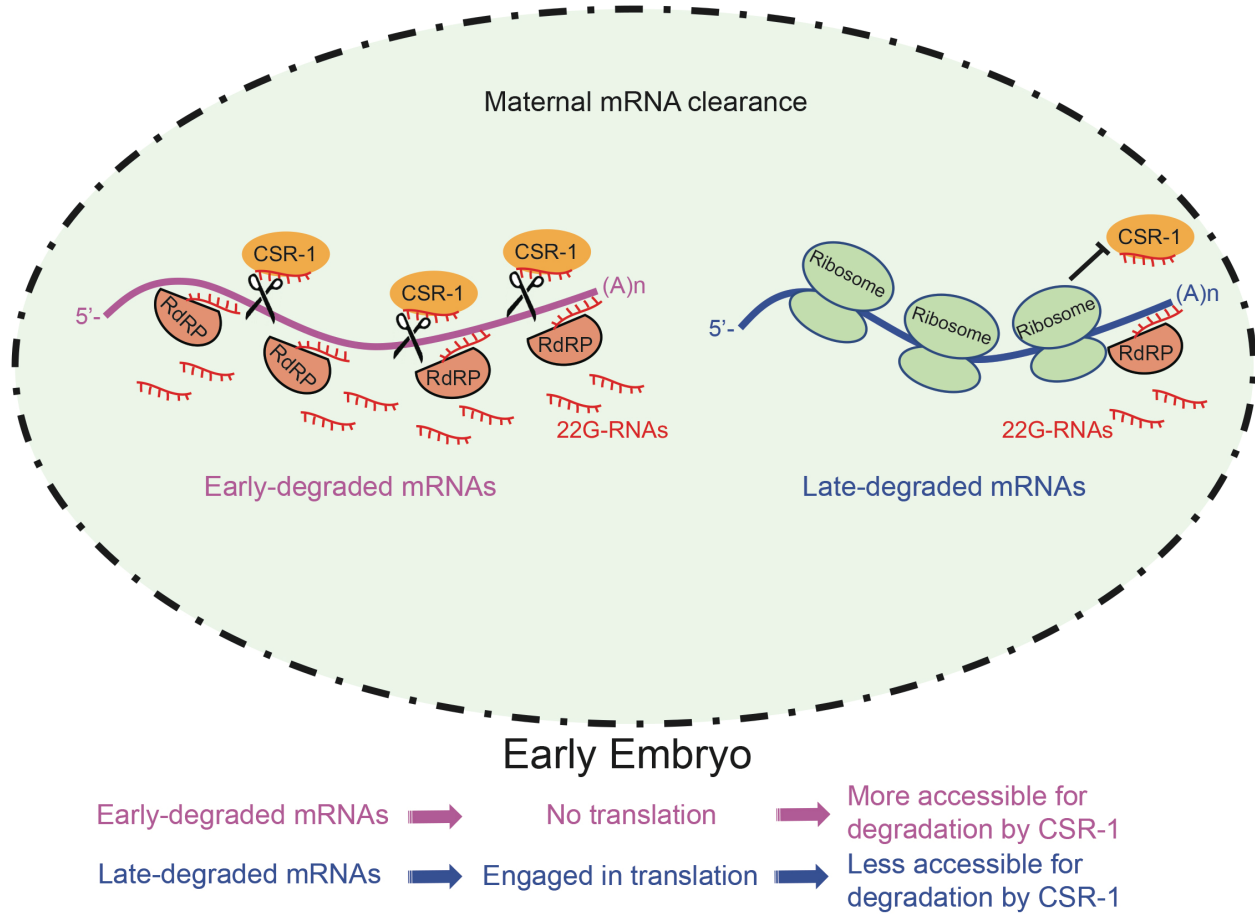 Maternal mRNA clearance
CSR-1
CSR-1
CSR-1
(A)n
5'-
RdRP
RdRP
RdRP
RdRP
22G-RNAs
Early-degraded mRNAs
CSR-1
Ribosome
Ribosome
Ribosome
(A)n
5'-
RdRP
22G-RNAs
Late-degraded mRNAs
Early Embryo
Early-degraded mRNAs
No translation
More accessible for
degradation by CSR-1
Late-degraded mRNAs
Engaged in translation
Less accessible for
degradation by CSR-1